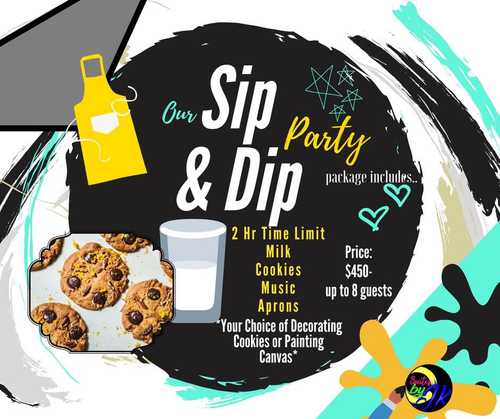 Our
Sip
& Dip
Party
package includes..
2 Hr Time Limit
Milk
Cookies
Music
Aprons
*Your Choice of Decorating
Cookies or Painting
Canvas*
Price:
$450-
up to 8 guests
by